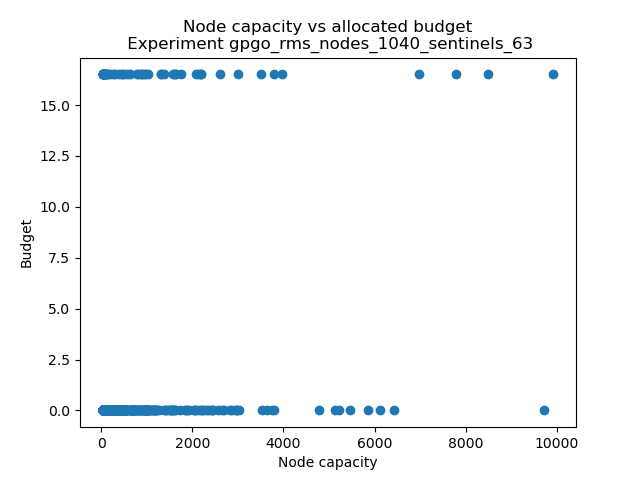 Node capacity vs allocated budget
Experiment gpgo_rms_nodes_1040_sentinels_63
Budget
15.0
12.5
10.0
7.5
5.0
2.5
0.0
0 2000 4000 6000 8000 10000
Node capacity